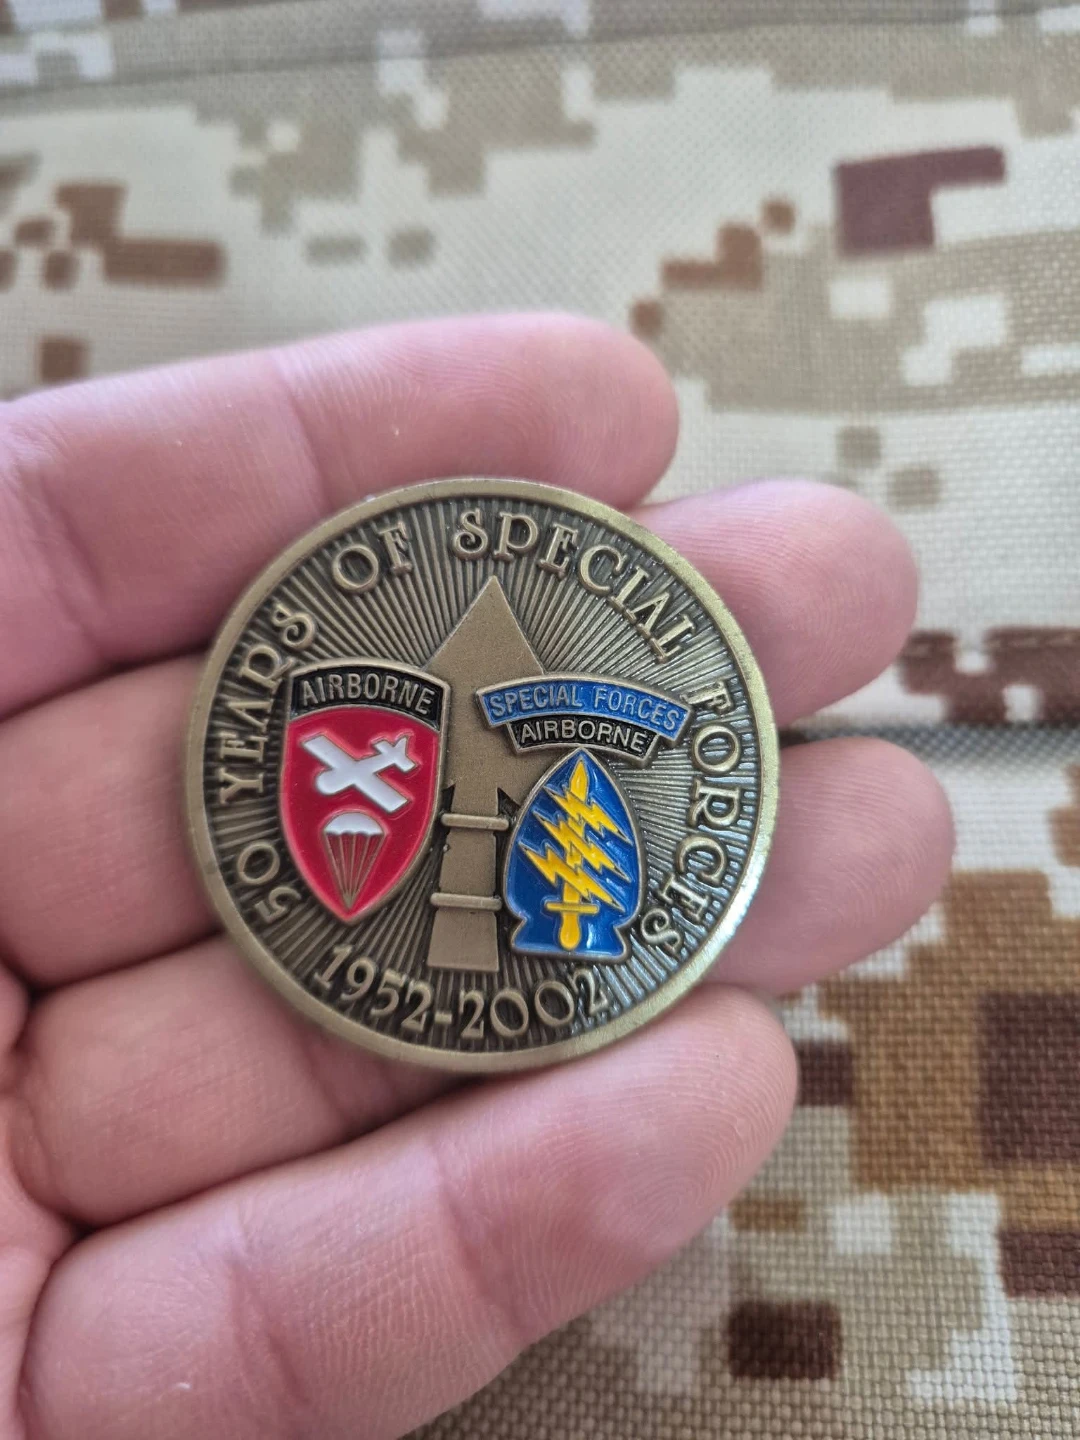 50 YEARS OF SPECIAL FORCES
AIRBORNE
SPECIAL FORCES
AIRBORNE
1952-2002